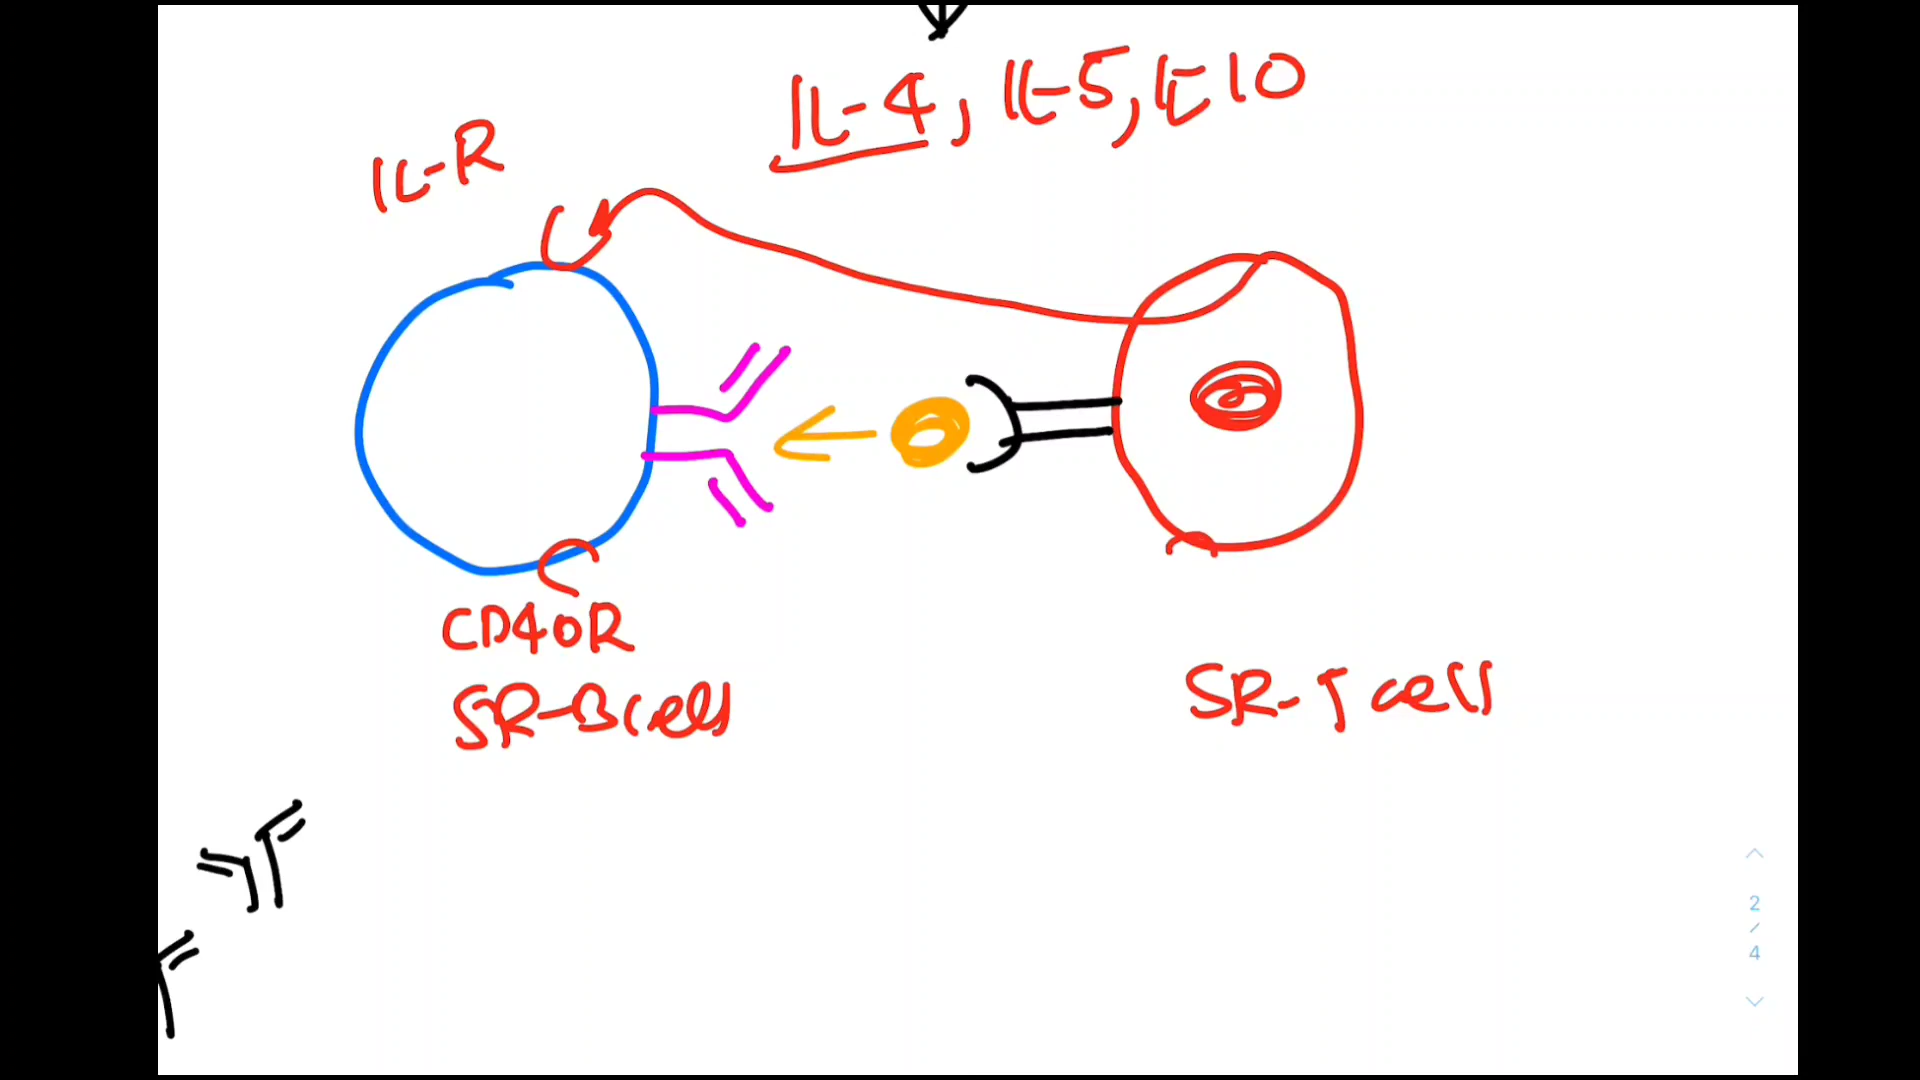 IL-4, IL-5, IL-10
IL-R
CD40R
SR-B cell
SR-T cell
2
/
4